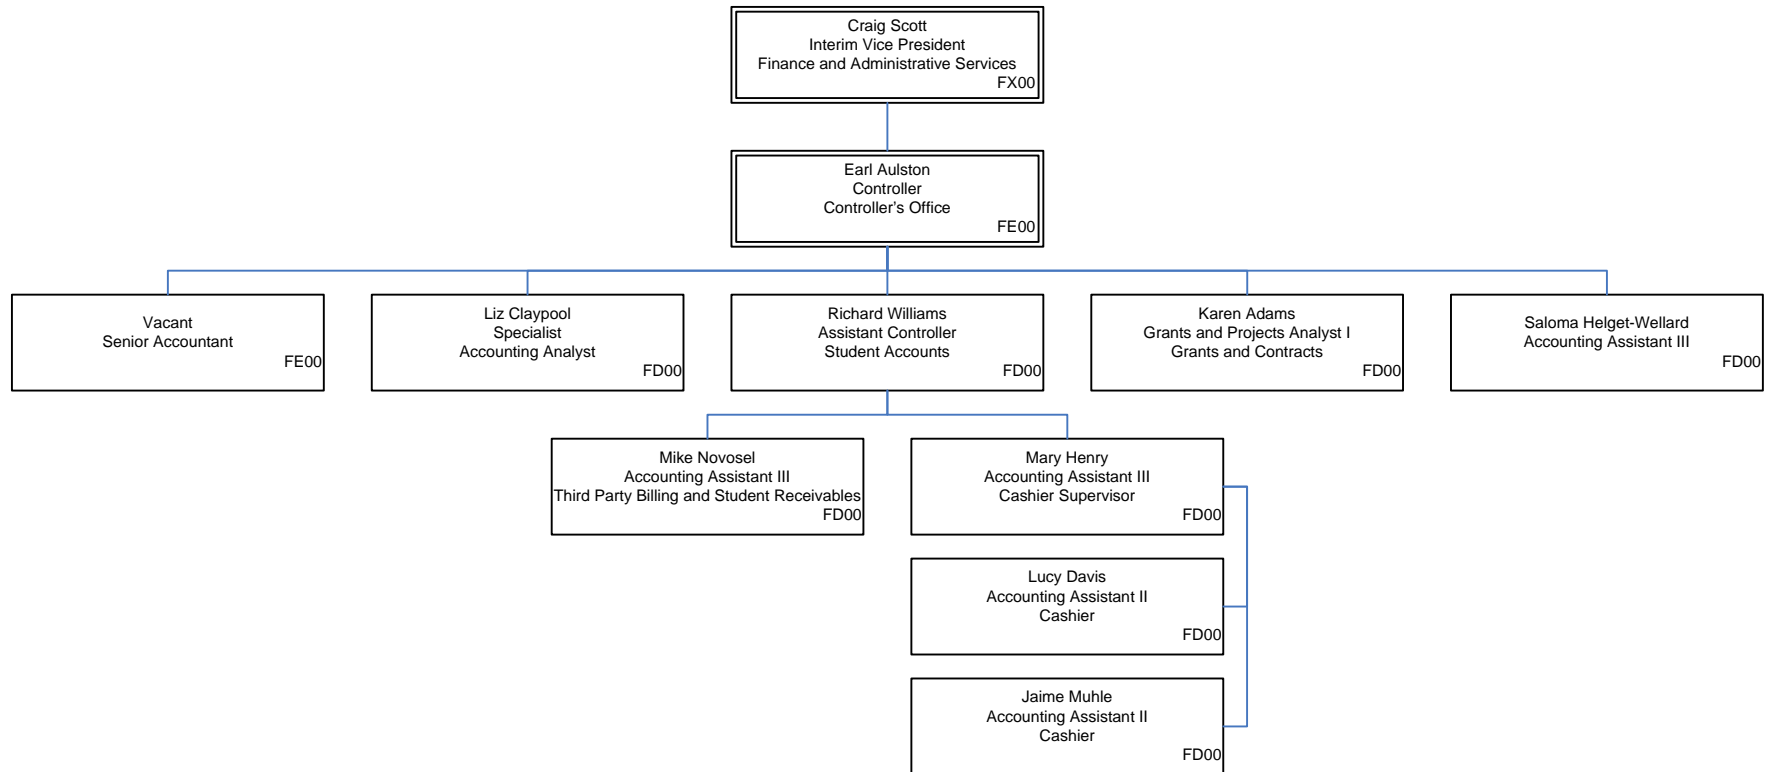 Craig Scott
Interim Vice President
Finance and Administrative Services
FX00
Earl Aulston
Controller
Controller’s Office
FE00
Vacant
Senior Accountant
FE00
Liz Claypool
Specialist
Accounting Analyst
FD00
Richard Williams
Assistant Controller
Student Accounts
FD00
Karen Adams
Grants and Projects Analyst I
Grants and Contracts
FD00
Saloma Helget-Wellard
Accounting Assistant III
FD00
Mike Novosel
Accounting Assistant III
Third Party Billing and Student Receivables
FD00
Mary Henry
Accounting Assistant III
Cashier Supervisor
FD00
Lucy Davis
Accounting Assistant II
Cashier
FD00
Jaime Muhle
Accounting Assistant II
Cashier
FD00